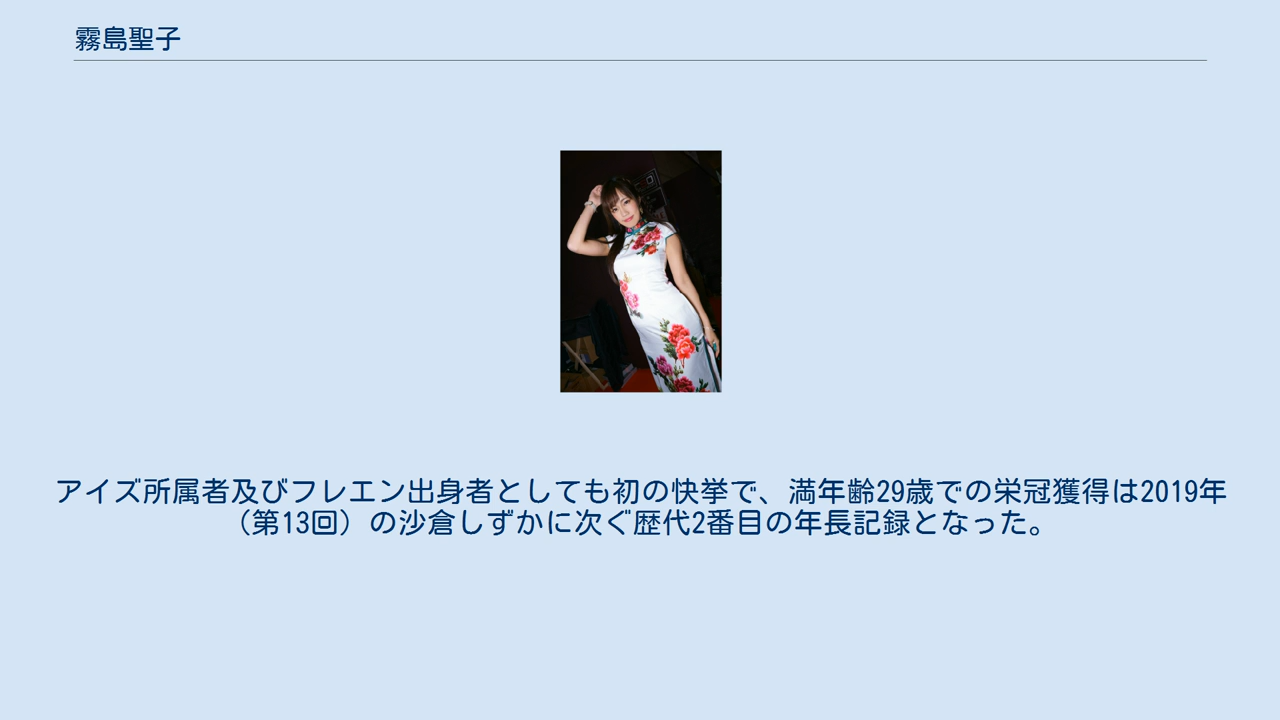 霧島聖子
アイズ所属者及びフレエン出身者としても初の快挙で、満年齢29歳での栄冠獲得は2019年
（第13回）の沙倉しずかに次ぐ歴代2番目の年長記録となった。